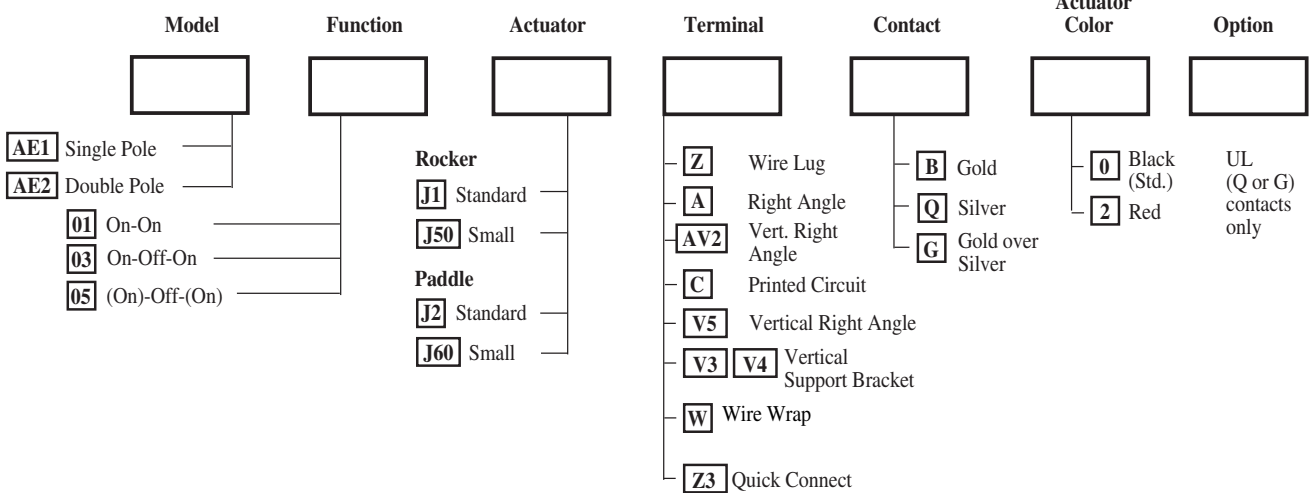 Model
Function
Actuator
Terminal
Contact
Actuator
Color
Option
AE1 Single Pole
AE2 Double Pole
01 On-On
03 On-Off-On
05 (On)-Off-(On)
Rocker
J1 Standard
J50 Small
Paddle
J2 Standard
J60 Small
Z Wire Lug
A Right Angle
AV2 Vert. Right
Angle
C Printed Circuit
V5 Vertical Right Angle
V3 V4 Vertical
Support Bracket
W Wire Wrap
Z3 Quick Connect
B Gold
Q Silver
G Gold over
Silver
0 Black
(Std.)
2 Red
UL
(Q or G)
contacts
only